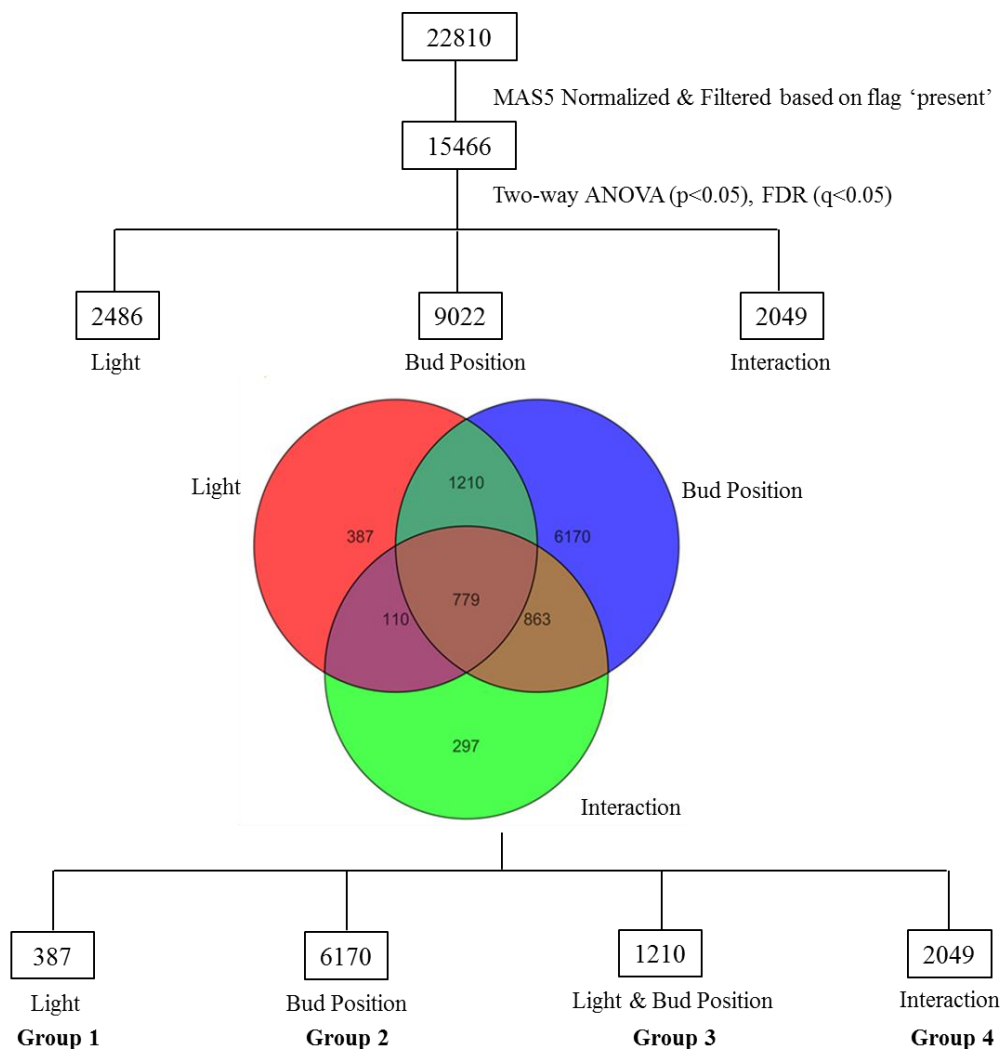 22810
MAS5 Normalized & Filtered based on flag ‘present’
15466
Two-way ANOVA (p<0.05), FDR (q<0.05)
2486
9022
2049
Light
Bud Position
Interaction
Light
1210
Bud Position
387
6170
779
110
863
297
Interaction
387
6170
1210
2049
Light
Bud Position
Light & Bud Position
Interaction
Group 1
Group 2
Group 3
Group 4